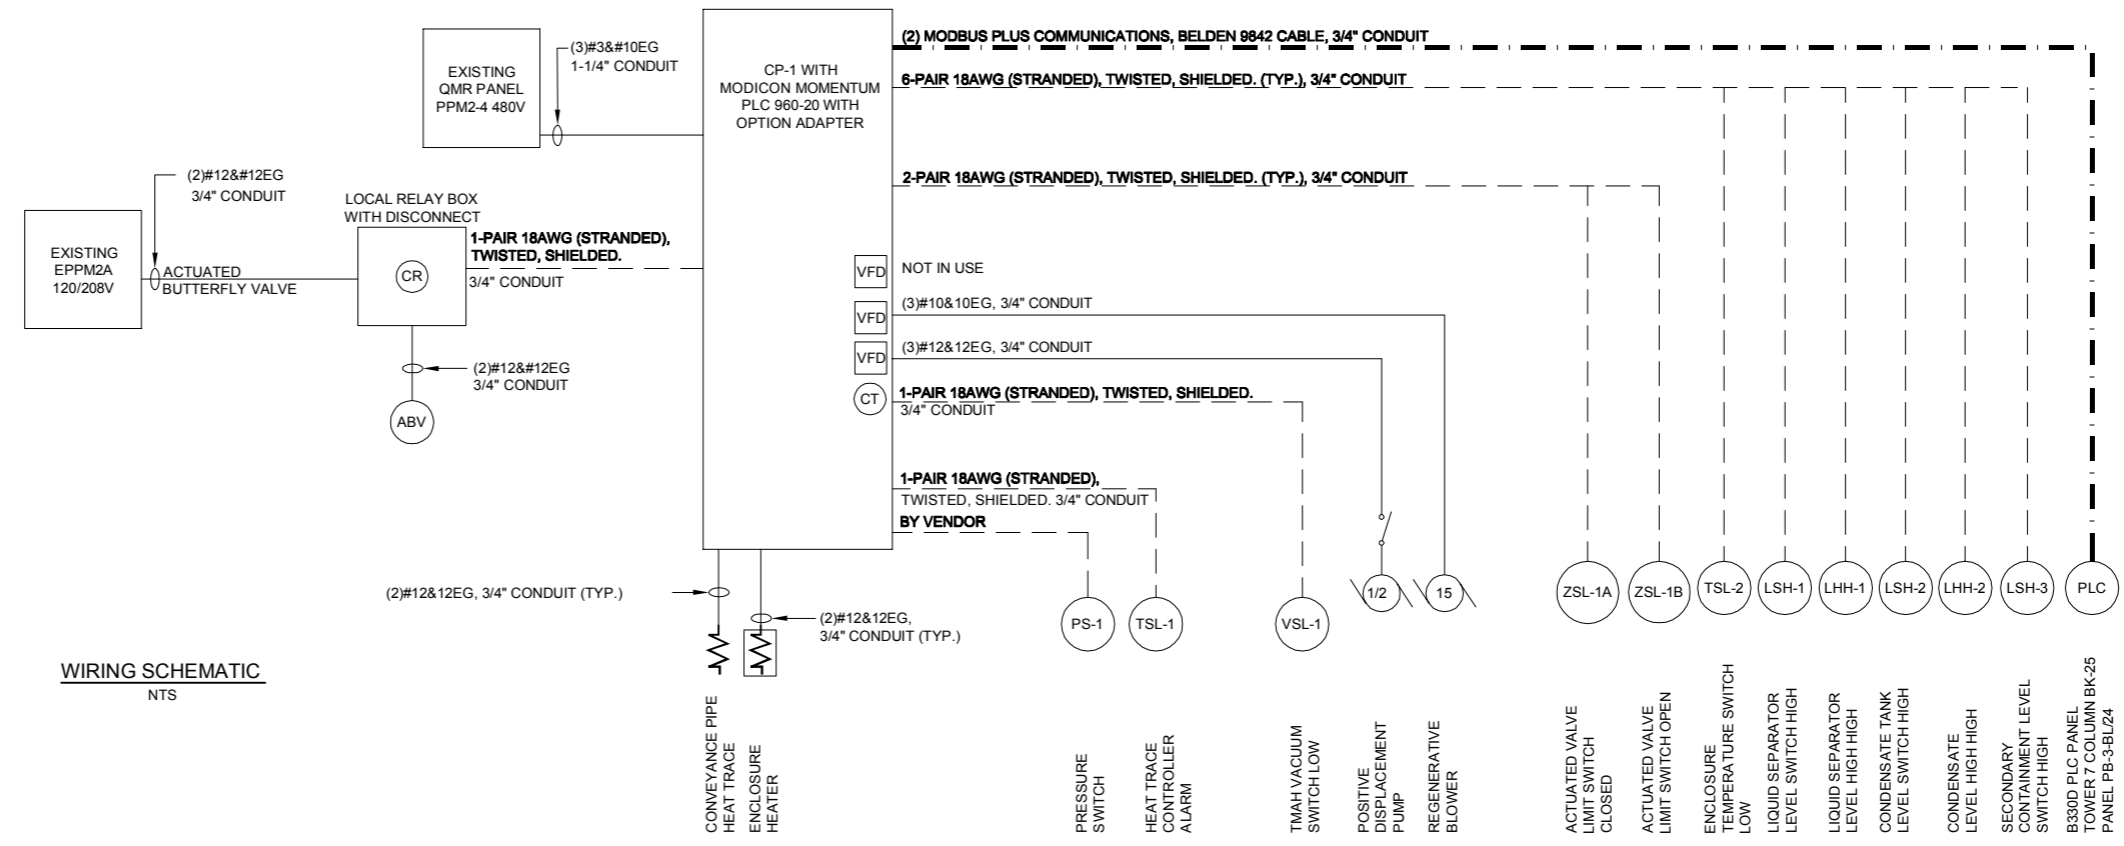 (2) MODBUS PLUS COMMUNICATIONS, BELDEN 9842 CABLE, 3/4" CONDUIT
(3)#3&#10EG
1-1/4" CONDUIT
EXISTING
QMR PANEL
PPM2-4 480V
CP-1 WITH
MODICON MOMENTUM
PLC 960-20 WITH
OPTION ADAPTER
6-PAIR 18AWG (STRANDED), TWISTED, SHIELDED. (TYP.), 3/4" CONDUIT
2-PAIR 18AWG (STRANDED), TWISTED, SHIELDED. (TYP.), 3/4" CONDUIT
(2)#12&#12EG
3/4" CONDUIT
LOCAL RELAY BOX
WITH DISCONNECT
EXISTING
EPPM2A
120/208V
ACTUATED
BUTTERFLY VALVE
CR
1-PAIR 18AWG (STRANDED),
TWISTED, SHIELDED.
3/4" CONDUIT
(2)#12&#12EG
3/4" CONDUIT
ABV
VFD
NOT IN USE
VFD
(3)#10&10EG, 3/4" CONDUIT
VFD
(3)#12&12EG, 3/4" CONDUIT
CT
1-PAIR 18AWG (STRANDED), TWISTED, SHIELDED.
3/4" CONDUIT
1-PAIR 18AWG (STRANDED),
TWISTED, SHIELDED. 3/4" CONDUIT
BY VENDOR
(2)#12&12EG, 3/4" CONDUIT (TYP.)
(2)#12&12EG,
3/4" CONDUIT (TYP.)
PS-1
TSL-1
VSL-1
1/2
15
ZSL-1A
ZSL-1B
TSL-2
LSH-1
LHH-1
LSH-2
LHH-2
LSH-3
PLC
WIRING SCHEMATIC
NTS
CONVEYANCE PIPE
HEAT TRACE
ENCLOSURE
HEATER
PRESSURE
SWITCH
HEAT TRACE
CONTROLLER
ALARM
TMAH VACUUM
SWITCH LOW
POSITIVE
DISPLACEMENT
PUMP
REGENERATIVE
BLOWER
ACTUATED VALVE
LIMIT SWITCH
CLOSED
ACTUATED VALVE
LIMIT SWITCH OPEN
ENCLOSURE
TEMPERATURE SWITCH
LOW
LIQUID SEPARATOR
LEVEL SWITCH HIGH
LIQUID SEPARATOR
LEVEL HIGH HIGH
CONDENSATE TANK
LEVEL SWITCH HIGH
CONDENSATE
LEVEL HIGH HIGH
SECONDARY
CONTAINMENT LEVEL
SWITCH HIGH
B330D PLC PANEL
TOWER 7 COLUMN BK-25
PANEL PB-3-BL/24